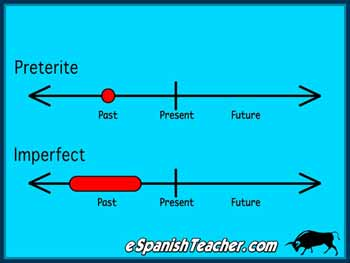 Preterite
Past Present Future
Imperfect
Past Present Future
eSpanishTeacher.com